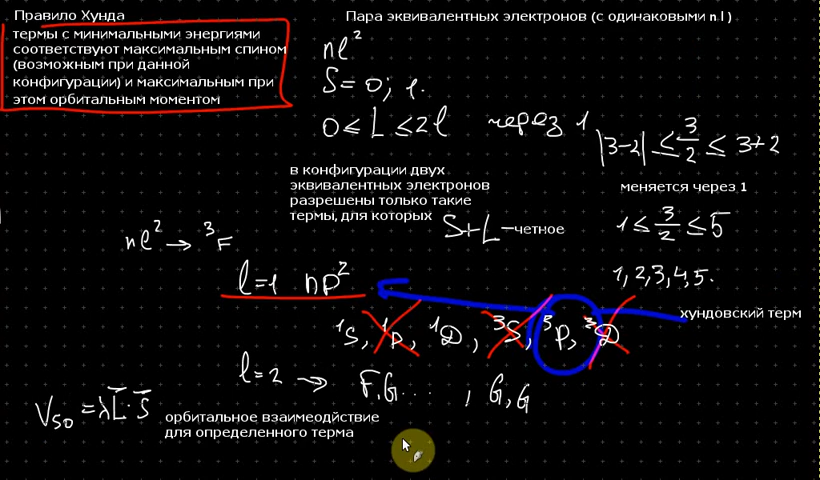 Правило Хунда
термы с минимальными энергиями
соответствуют максимальным спином
(возможным при данной
конфигурации) и максимальным при
этом орбитальным моментом
Пара эквивалентных электронов (с одинаковыми n l )
nl²
S = 0; 1.
0 ≤ L ≤ 2l через 1
|3-2| ≤ 3/2 ≤ 3+2
в конфигурации двух
эквивалентных электронов
разрешены только такие
термы, для которых S+L – четное
меняется через 1
1 ≤ 3/2 ≤ 5
1, 2, 3, 4, 5.
nl² → ³F
l=1 np²
хундовский терм
¹S, ¹P, ¹D, ³S, ³P, ³D
l=2 → F, G... , G, G
V_SO = λL̄·S̄
орбитальное взаимеодйствие
для определенного терма